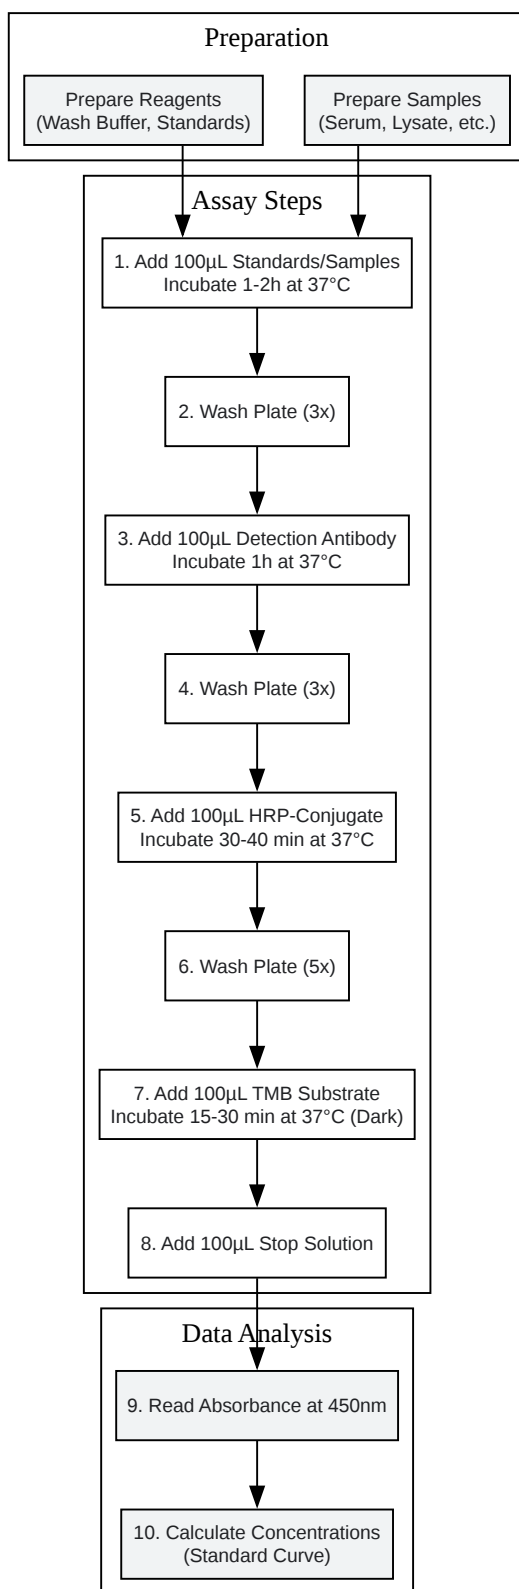 Preparation
Prepare Reagents
(Wash Buffer, Standards)
Prepare Samples
(Serum, Lysate, etc.)
Assay Steps
1. Add 100µL Standards/Samples
Incubate 1-2h at 37°C
2. Wash Plate (3x)
3. Add 100µL Detection Antibody
Incubate 1h at 37°C
4. Wash Plate (3x)
5. Add 100µL HRP-Conjugate
Incubate 30-40 min at 37°C
6. Wash Plate (5x)
7. Add 100µL TMB Substrate
Incubate 15-30 min at 37°C (Dark)
8. Add 100µL Stop Solution
Data Analysis
9. Read Absorbance at 450nm
10. Calculate Concentrations
(Standard Curve)